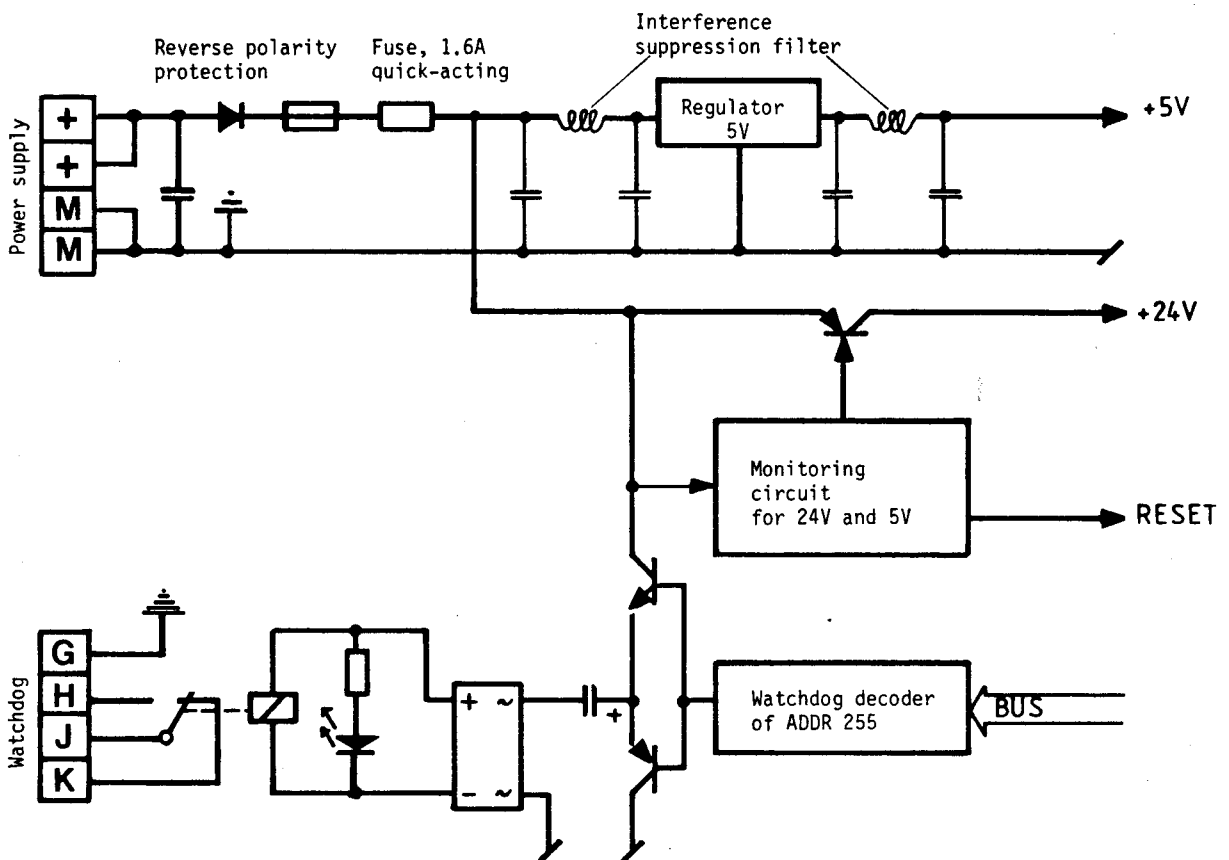 Interference
suppression filter
Reverse polarity
protection
Fuse, 1.6A
quick-acting
Power supply
+
+
M
M
Regulator
5V
+5V
+24V
Monitoring
circuit
for 24V and 5V
RESET
Watchdog
G
H
J
K
+ ~
- ~
+
Watchdog decoder
of ADDR 255
BUS